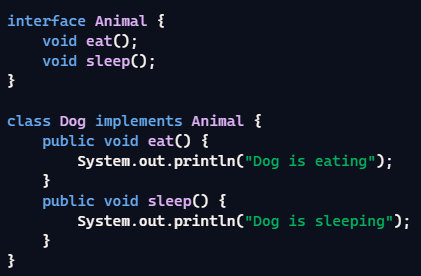 interface Animal {
    void eat();
    void sleep();
}

class Dog implements Animal {
    public void eat() {
        System.out.println("Dog is eating");
    }
    public void sleep() {
        System.out.println("Dog is sleeping");
    }
}